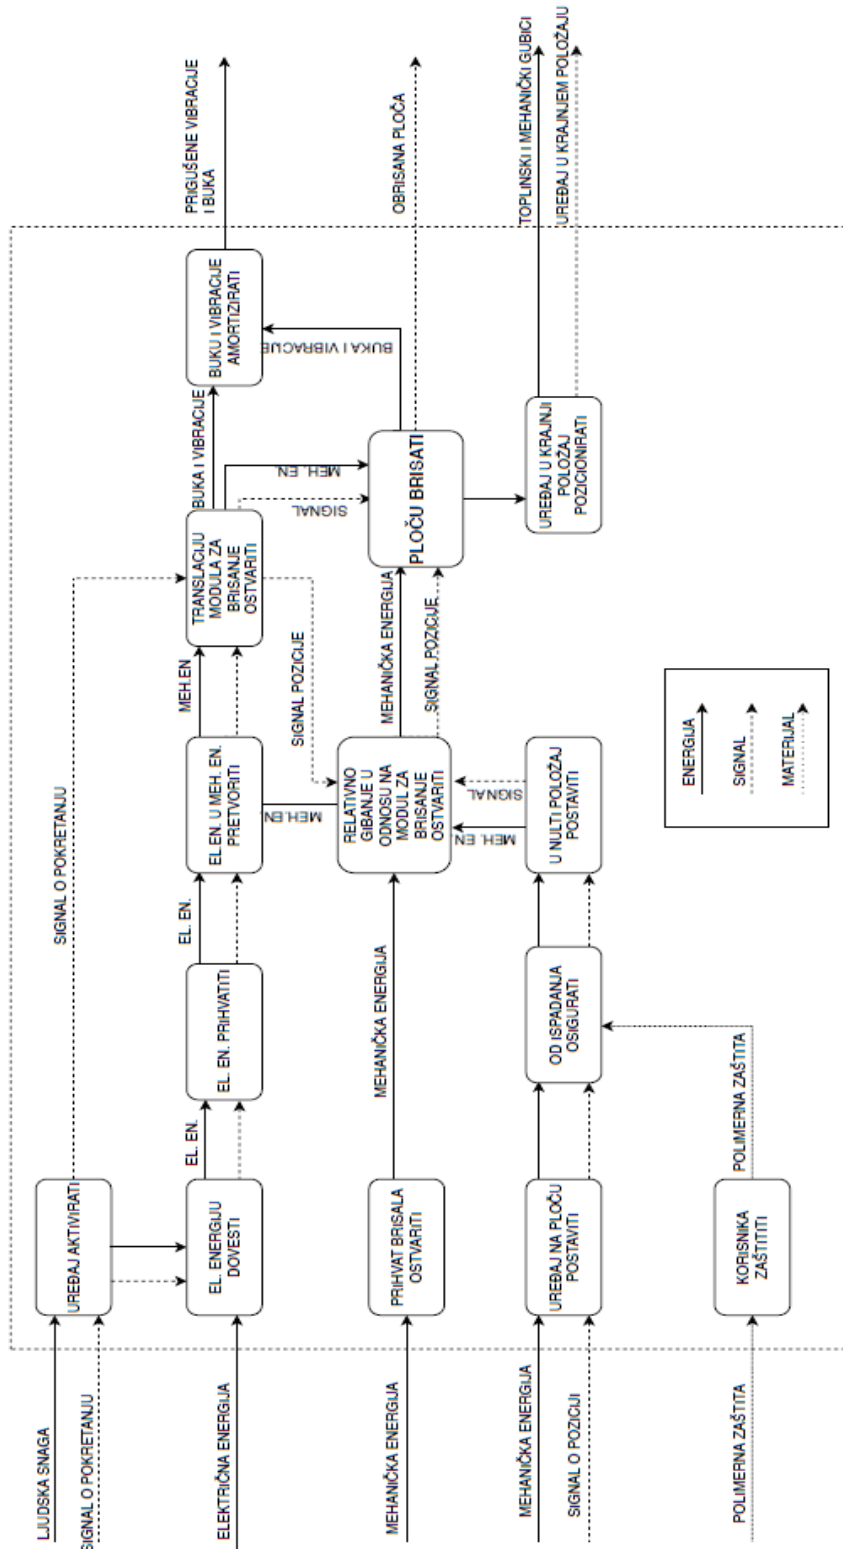 LJUDSKA SNAGA
SIGNAL O POKRETANJU
ELEKTRIČNA ENERGIJA
MEHANIČKA ENERGIJA
MEHANIČKA ENERGIJA
SIGNAL O POZICIJI
POLIMERNA ZAŠTITA
UREĐAJ AKTIVIRATI
SIGNAL O POKRETANJU
EL. ENERGIJU
DOVESTI
EL. EN.
EL. EN. PRIHVATITI
EL. EN.
EL.EN. U MEH. EN.
PRETVORITI
MEH.EN
TRANSLACIJU
MODULA ZA
BRISANJE
OSTVARITI
BUKA I VIBRACIJE
BUKU I VIBRACIJE
AMORTIZIRATI
PRIGUŠENE VIBRACIJE
I BUKA
MEH.EN.
SIGNAL POZICIJE
SIGNAL
MEH. EN.
BUKA I VIBRACIJE
PRIHVAT BRISALA
OSTVARITI
MEHANIČKA ENERGIJA
RELATIVNO
GIBANJE U
ODNOSU NA
MODUL ZA
BRISANJE
OSTVARITI
MEHANIČKA ENERGIJA
SIGNAL POZICIJE
PLOČU BRISATI
OBRISANA PLOČA
MEH. EN.
SIGNAL
UREĐAJ NA PLOČU
POSTAVITI
OD ISPADANJA
OSIGURATI
U NULTI POLOŽAJ
POSTAVITI
UREĐAJ U KRAJNJI
POLOŽAJ
POZICIONIRATI
TOPLINSKI I MEHANIČKI GUBICI
UREĐAJ U KRAJNJEM POLOŽAJU
KORISNIKA
ZAŠTITITI
POLIMERNA ZAŠTITA
ENERGIJA
SIGNAL
MATERIJAL